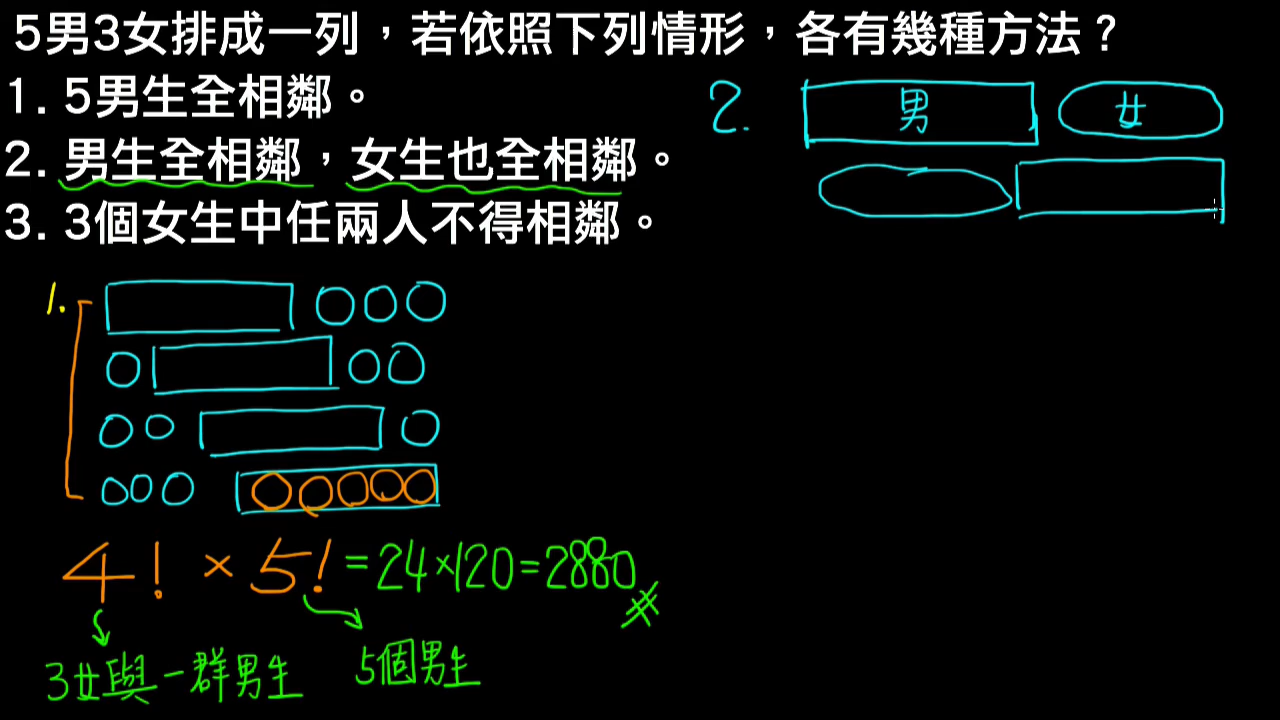 5男3女排成一列，若依照下列情形，各有幾種方法？
1. 5男生全相鄰。
2. 男生全相鄰，女生也全相鄰。
3. 3個女生中任兩人不得相鄰。
2. 男 女
1.
4! × 5! = 24×120=2880
3女與一群男生 5個男生